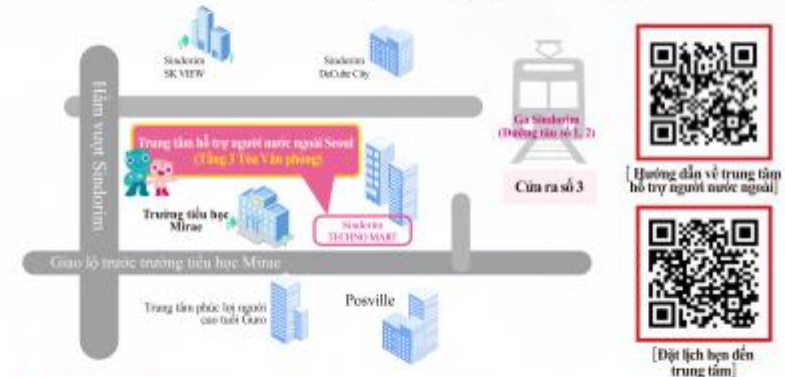 Sindorim
SK VIEW
Sindorim
DeCube City
Hầm vượt Sindorim
Trung tâm hỗ trợ người nước ngoài Seoul
(Tầng 3 Tòa Văn phòng)
Ga Sindorim
(Đường tàu số 1, 2)
Cửa ra số 3
[Hướng dẫn về trung tâm
hỗ trợ người nước ngoài]
Trường tiểu học
Mirae
Sindorim
TECHNO MART
Giao lộ trước trường tiểu học Mirae
Trung tâm phúc lợi người
cao tuổi Guro
Posville
[Đặt lịch hẹn đến
trung tâm]